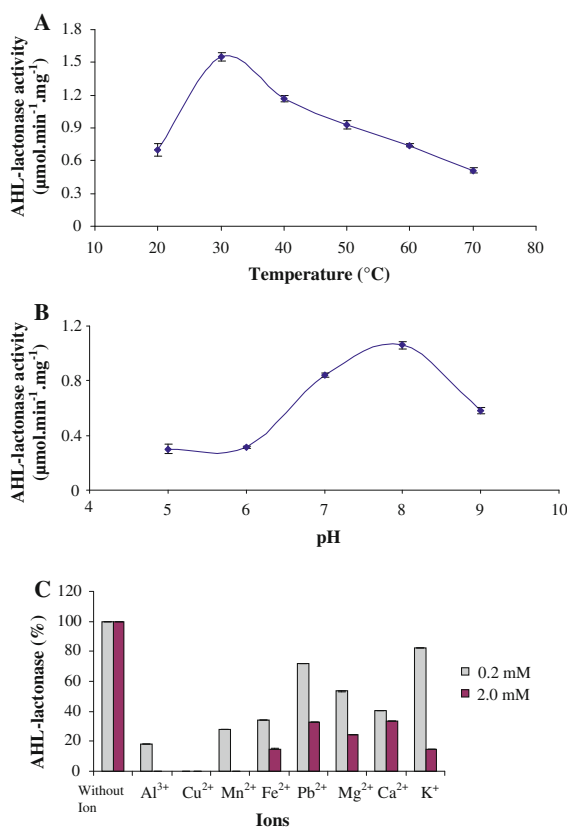 A
AHL-lactonase activity
(µmol.min⁻¹.mg⁻¹)
1.8
1.5
1.2
0.9
0.6
0.3
0
10 20 30 40 50 60 70 80
Temperature (°C)
B
AHL-lactonase activity
(µmol.min⁻¹.mg⁻¹)
1.2
0.8
0.4
0
4 5 6 7 8 9 10
pH
C
AHL-lactonase (%)
120
100
80
60
40
20
0
0.2 mM
2.0 mM
Without Ion Al³⁺ Cu²⁺ Mn²⁺ Fe²⁺ Pb²⁺ Mg²⁺ Ca²⁺ K⁺
Ions